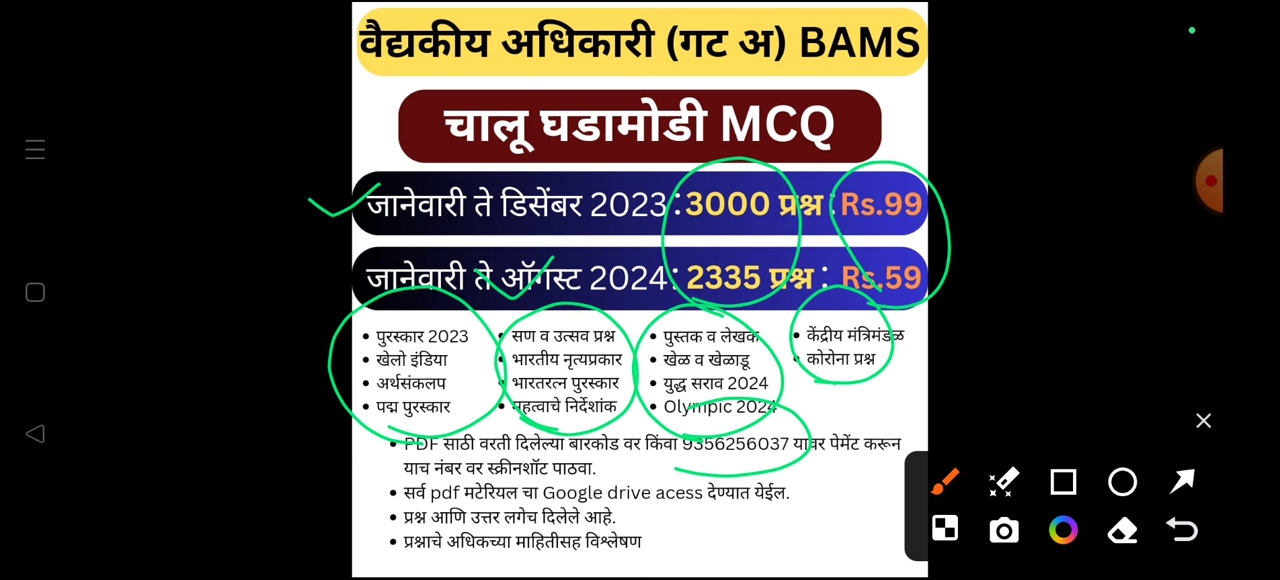 वैद्यकीय अधिकारी (गट अ) BAMS
चालू घडामोडी MCQ
जानेवारी ते डिसेंबर 2023:3000 प्रश्न :Rs.99
जानेवारी ते ऑगस्ट 2024: 2335 प्रश्न : Rs.59
• पुरस्कार 2023
• खेलो इंडिया
• अर्थसंकलप
• पद्म पुरस्कार
• सण व उत्सव प्रश्न
• भारतीय नृत्यप्रकार
• भारतरत्न पुरस्कार
• महत्वाचे निर्देशांक
• पुस्तक व लेखक
• खेळ व खेळाडू
• युद्ध सराव 2024
• Olympic 2024
• केंद्रीय मंत्रिमंडळ
• कोरोना प्रश्न
• PDF साठी वरती दिलेल्या बारकोड वर किंवा 9356256037 यावर पेमेंट करून
याच नंबर वर स्क्रीनशॉट पाठवा.
• सर्व pdf मटेरियल चा Google drive acess देण्यात येईल.
• प्रश्न आणि उत्तर लगेच दिलेले आहे.
• प्रश्नाचे अधिकच्या माहितीसह विश्लेषण